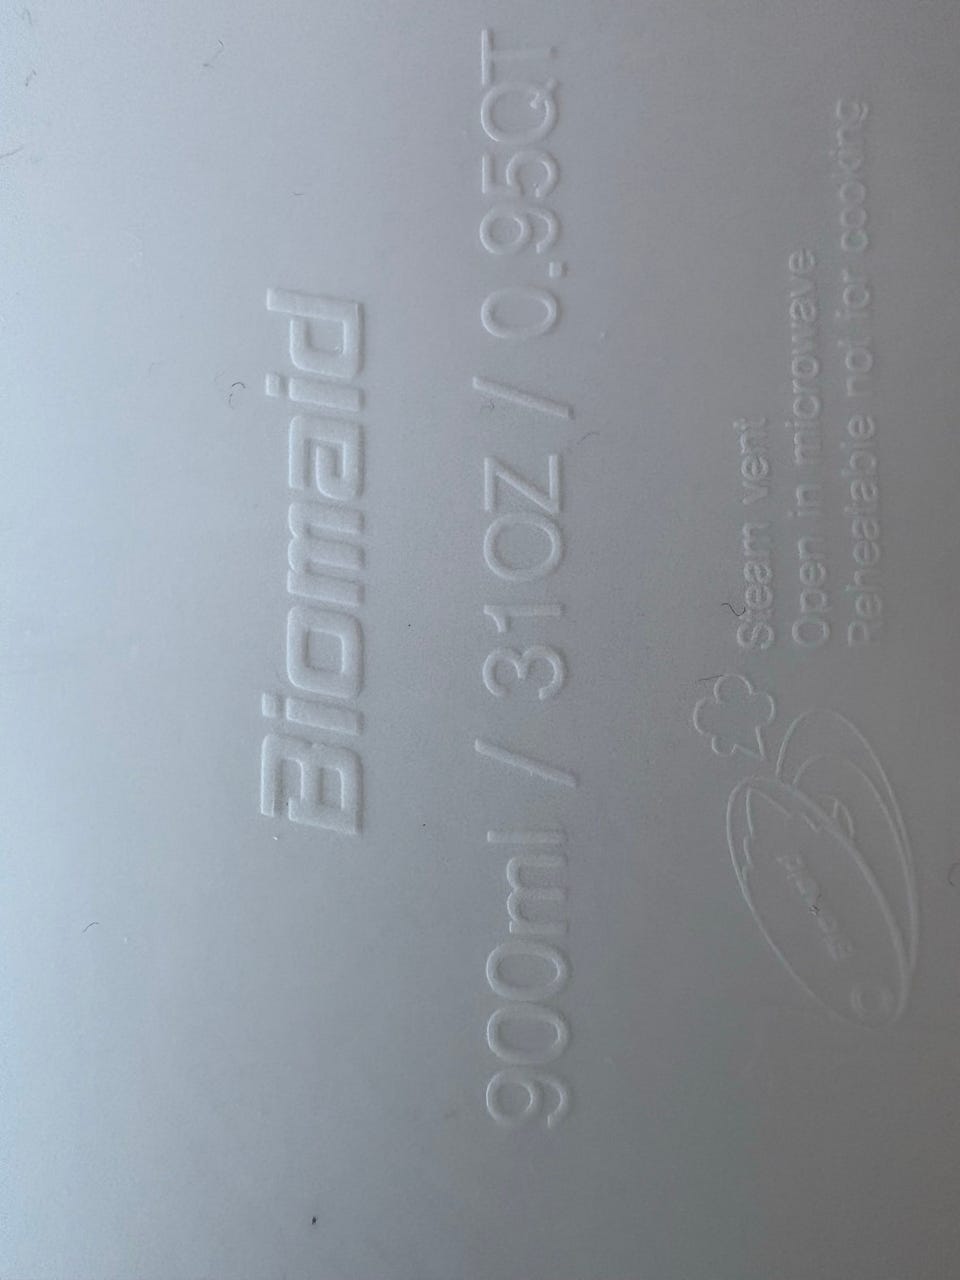 Biomaid
900ml / 31OZ / 0.95QT
Steam vent
Open in microwave
Reheatable not for cooking